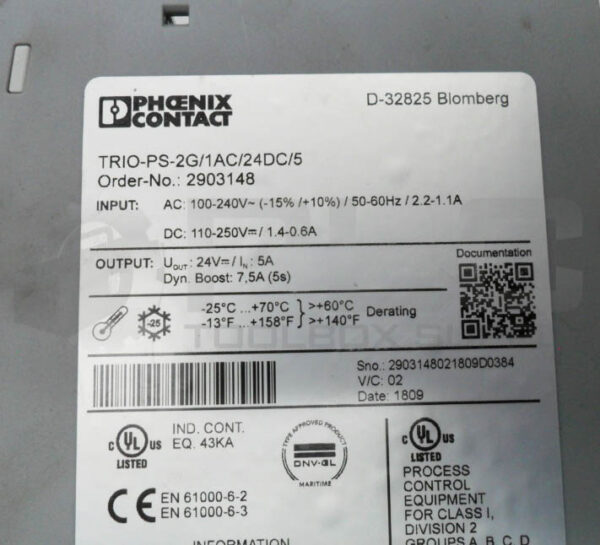 PHŒNIX
CONTACT
D-32825 Blomberg
TRIO-PS-2G/1AC/24DC/5
Order-No.: 2903148
INPUT: AC: 100-240V~ (-15% /+10%) / 50-60Hz / 2.2-1.1A
DC: 110-250V⎓ / 1.4-0.6A
OUTPUT: UOUT: 24V⎓ / IN: 5A
Dyn. Boost: 7,5A (5s)
Documentation
-25
-25°C ...+70°C } >+60°C Derating
-13°F ...+158°F } >+140°F
Sno.: 2903148021809D0384
V/C: 02
Date: 1809
C UL US
LISTED
IND. CONT.
EQ. 43KA
TYPE APPROVED PRODUCT
DNV·GL
MARITIME
C UL US
LISTED
PROCESS
CONTROL
EQUIPMENT
FOR CLASS I,
DIVISION 2
GROUPS A, B, C, D
CE EN 61000-6-2
EN 61000-6-3
INFORMATION